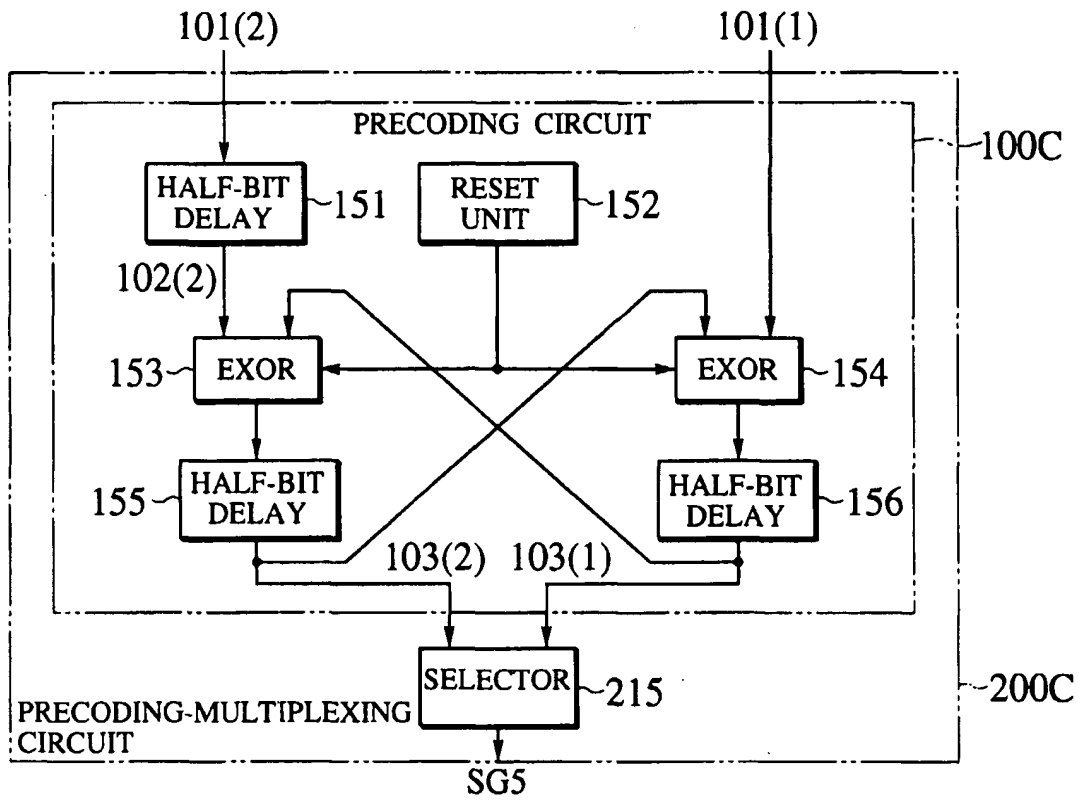 101(2)
101(1)
PRECODING CIRCUIT
100C
HALF-BIT
DELAY
151
RESET
UNIT
152
102(2)
153
EXOR
EXOR
154
155
HALF-BIT
DELAY
HALF-BIT
DELAY
156
103(2)
103(1)
SELECTOR
215
200C
PRECODING-MULTIPLEXING
CIRCUIT
SG5